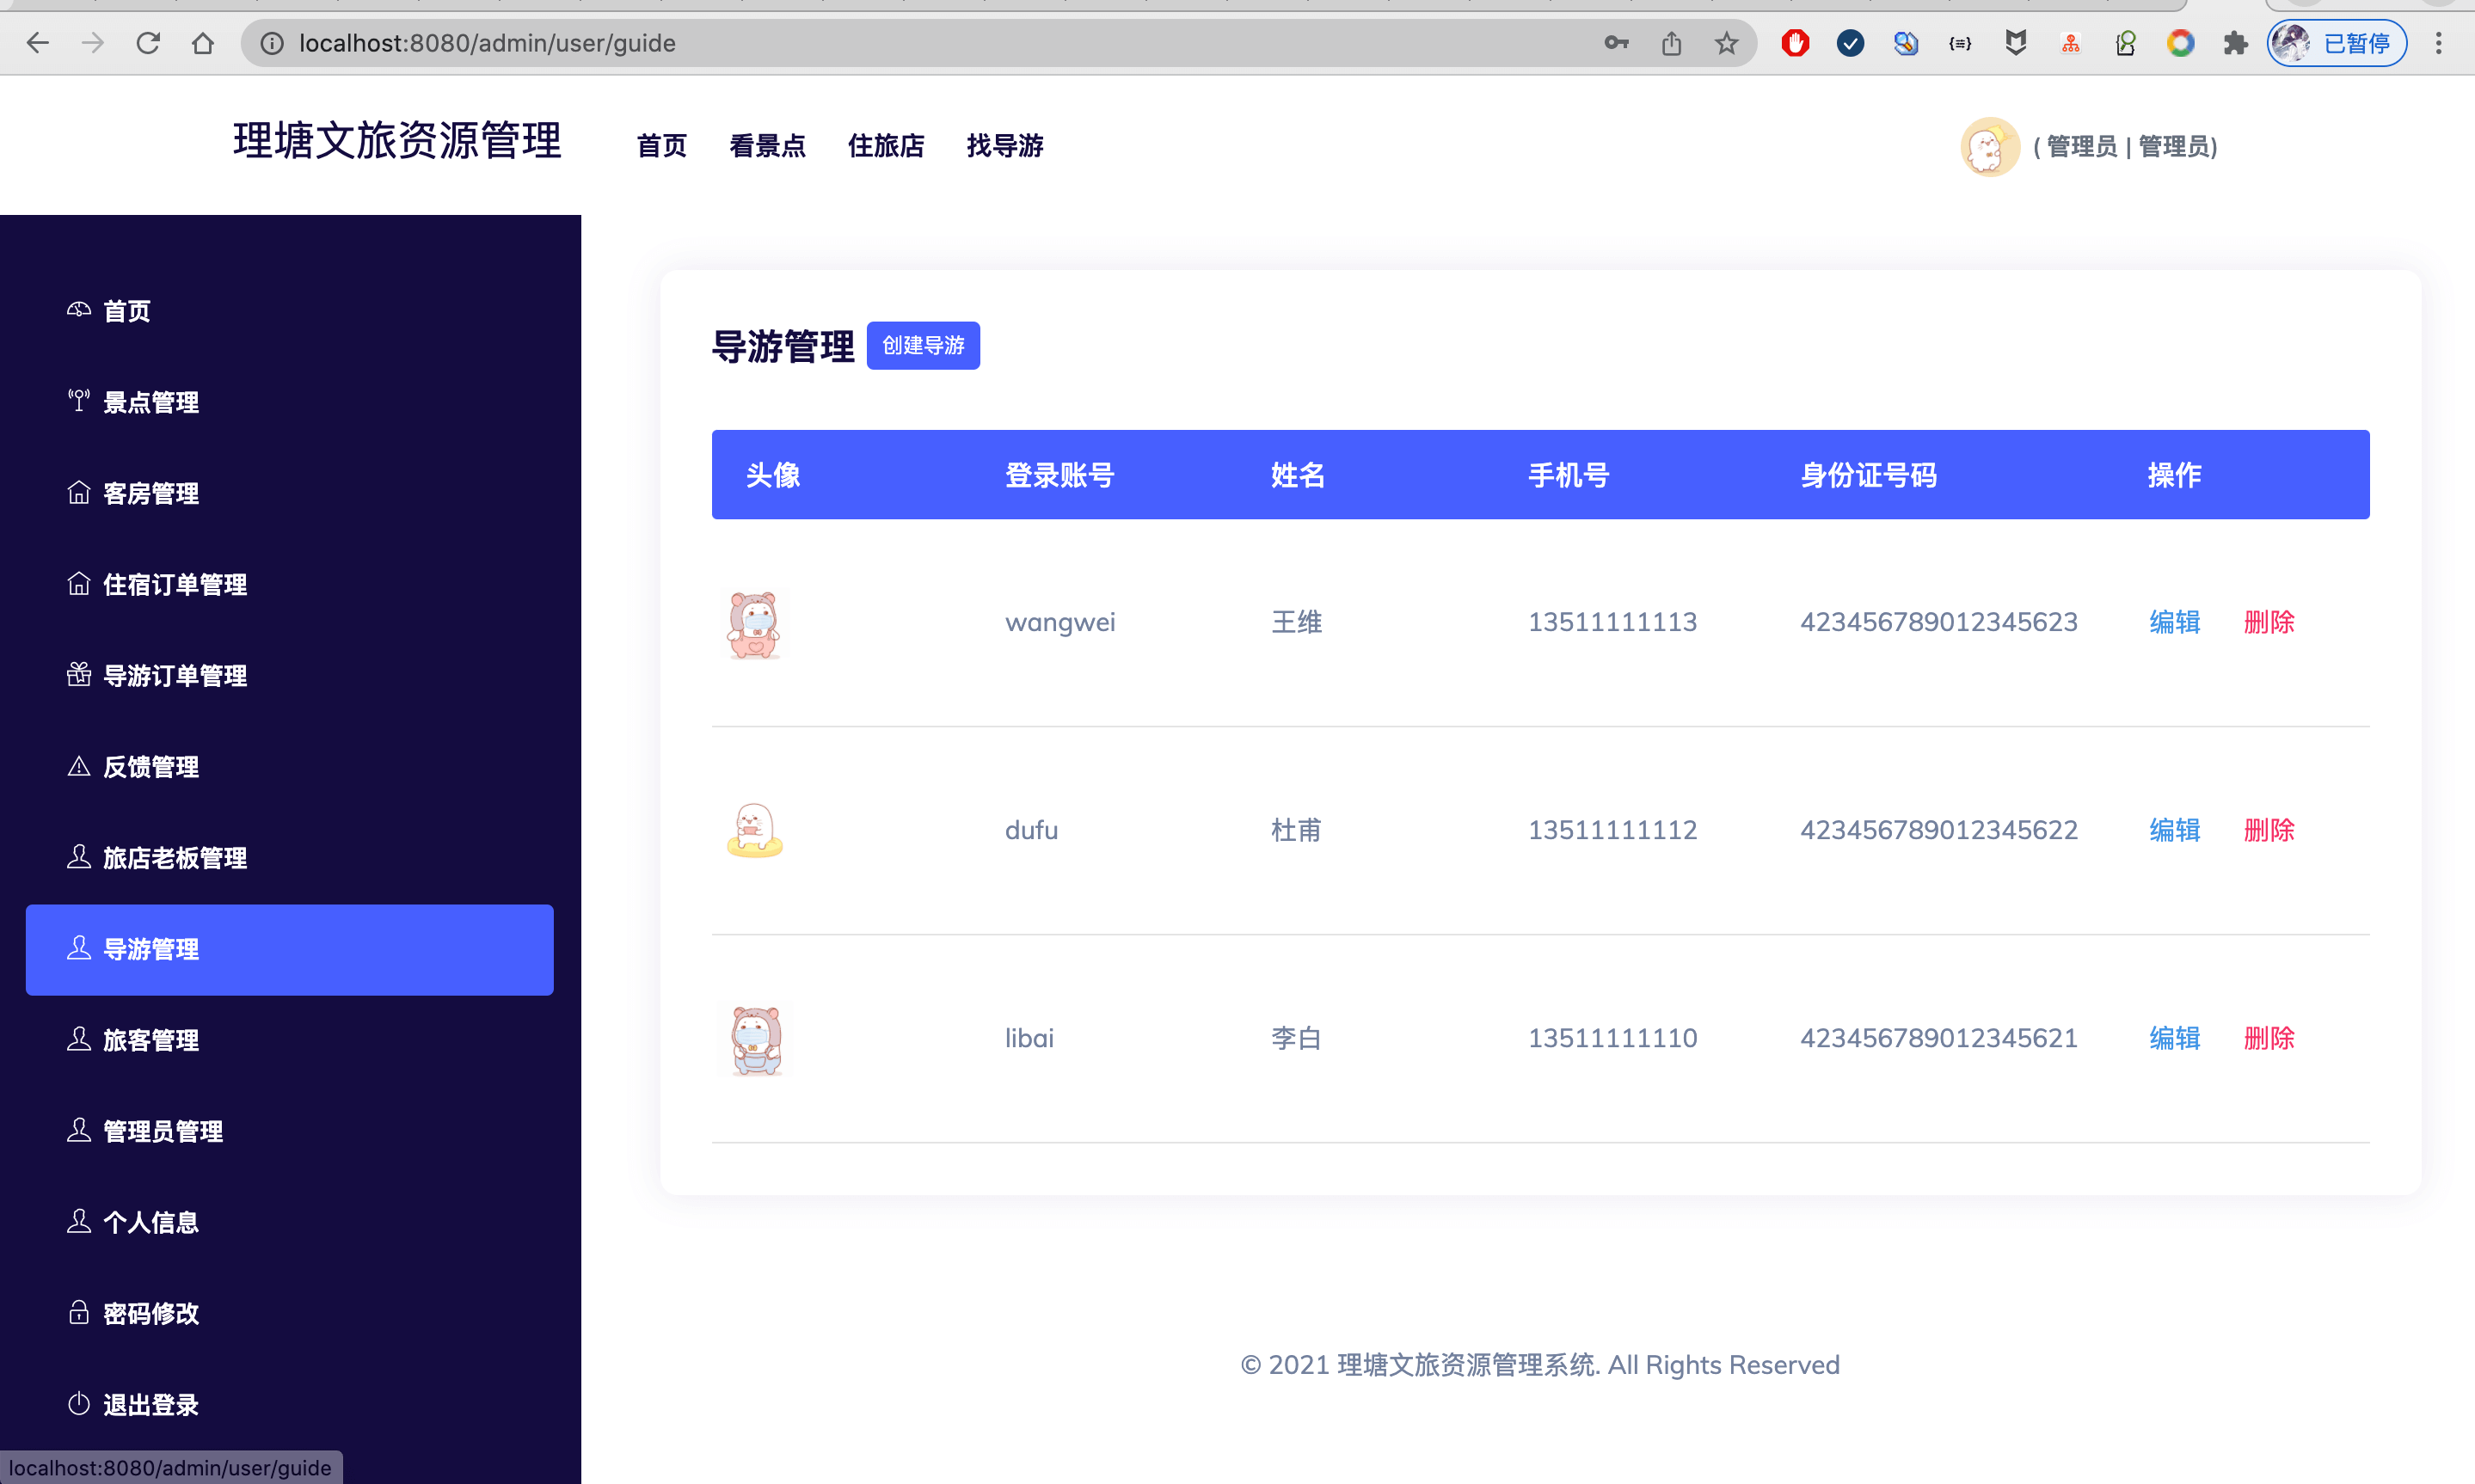 localhost:8080/admin/user/guide
已暂停
理塘文旅资源管理
首页 看景点 住旅店 找导游
( 管理员 | 管理员)
首页
景点管理
客房管理
住宿订单管理
导游订单管理
反馈管理
旅店老板管理
导游管理
旅客管理
管理员管理
个人信息
密码修改
退出登录
导游管理 创建导游
头像 登录账号 姓名 手机号 身份证号码 操作
wangwei 王维 13511111113 423456789012345623 编辑 删除
dufu 杜甫 13511111112 423456789012345622 编辑 删除
libai 李白 13511111110 423456789012345621 编辑 删除
© 2021 理塘文旅资源管理系统. All Rights Reserved
localhost:8080/admin/user/guide